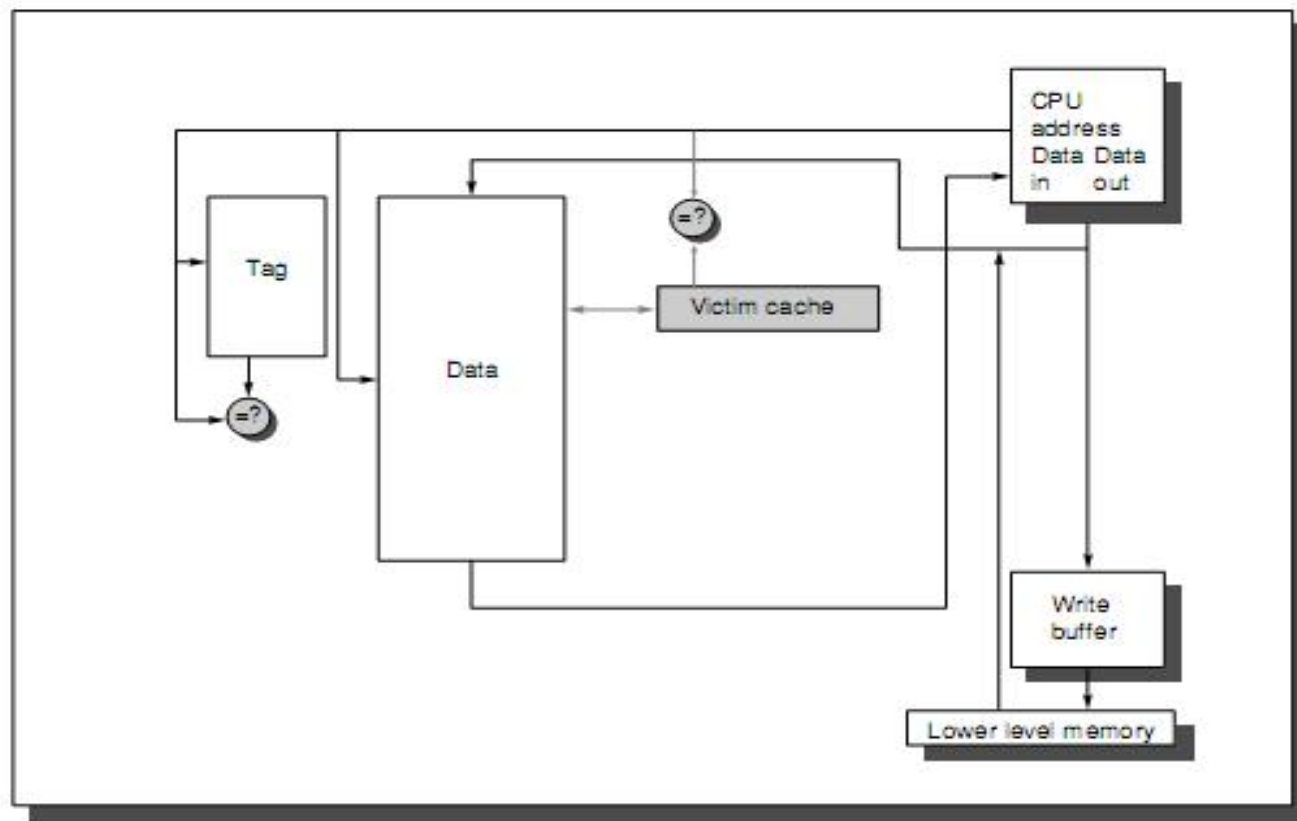 CPU
address
Data Data
in out
=?
Tag
Victim cache
Data
=?
Write
buffer
Lower level memory